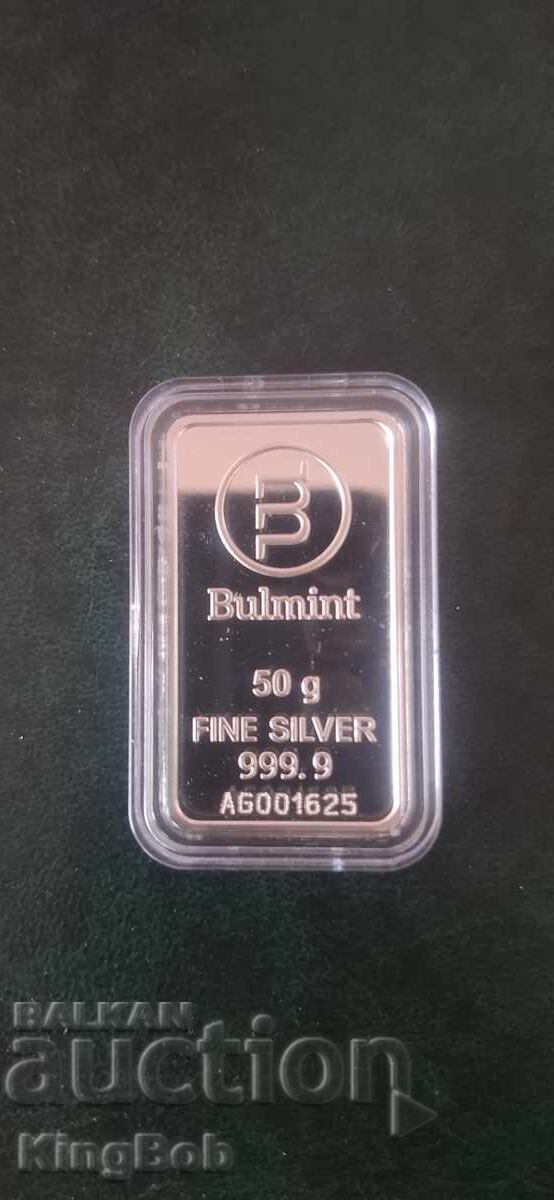 Bulmint
50 g
FINE SILVER
999.9
AG001625
BALKAN
auction
KingBob